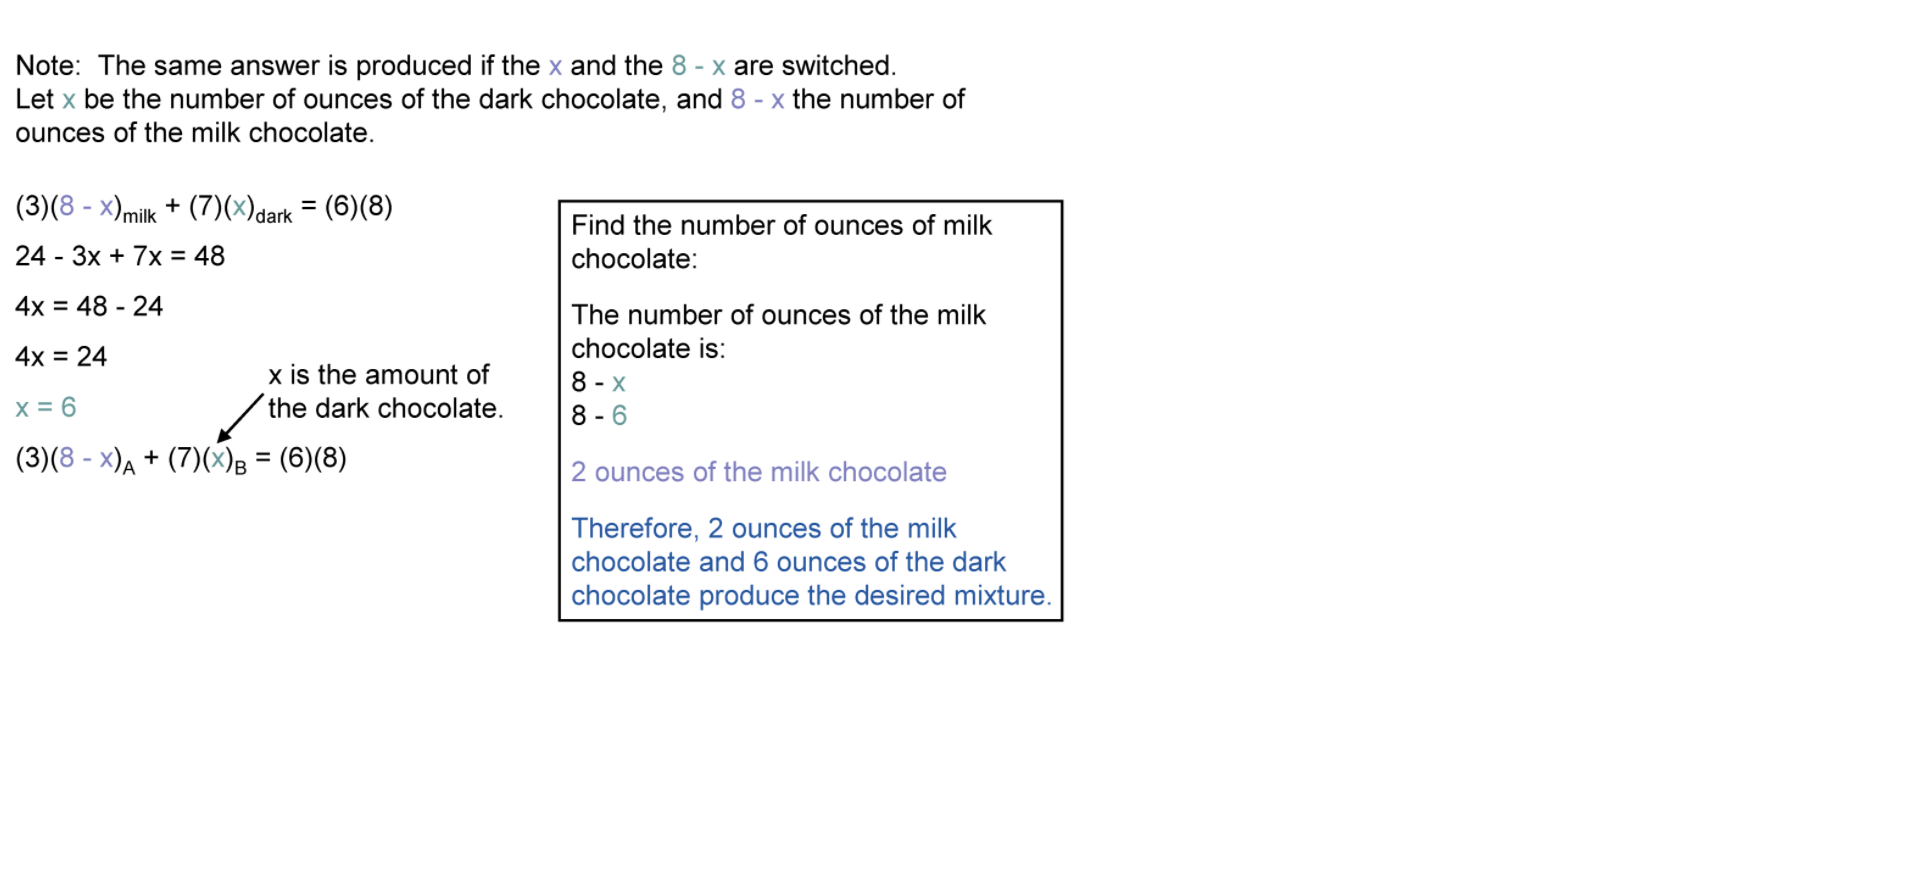 Note:  The same answer is produced if the x and the 8 - x are switched.
Let x be the number of ounces of the dark chocolate, and 8 - x the number of
ounces of the milk chocolate.
(3)(8 - x)milk + (7)(x)dark = (6)(8)
24 - 3x + 7x = 48
4x = 48 - 24
4x = 24
x = 6
x is the amount of
the dark chocolate.
(3)(8 - x)A + (7)(x)B = (6)(8)
Find the number of ounces of milk
chocolate:
The number of ounces of the milk
chocolate is:
8 - x
8 - 6
2 ounces of the milk chocolate
Therefore, 2 ounces of the milk
chocolate and 6 ounces of the dark
chocolate produce the desired mixture.